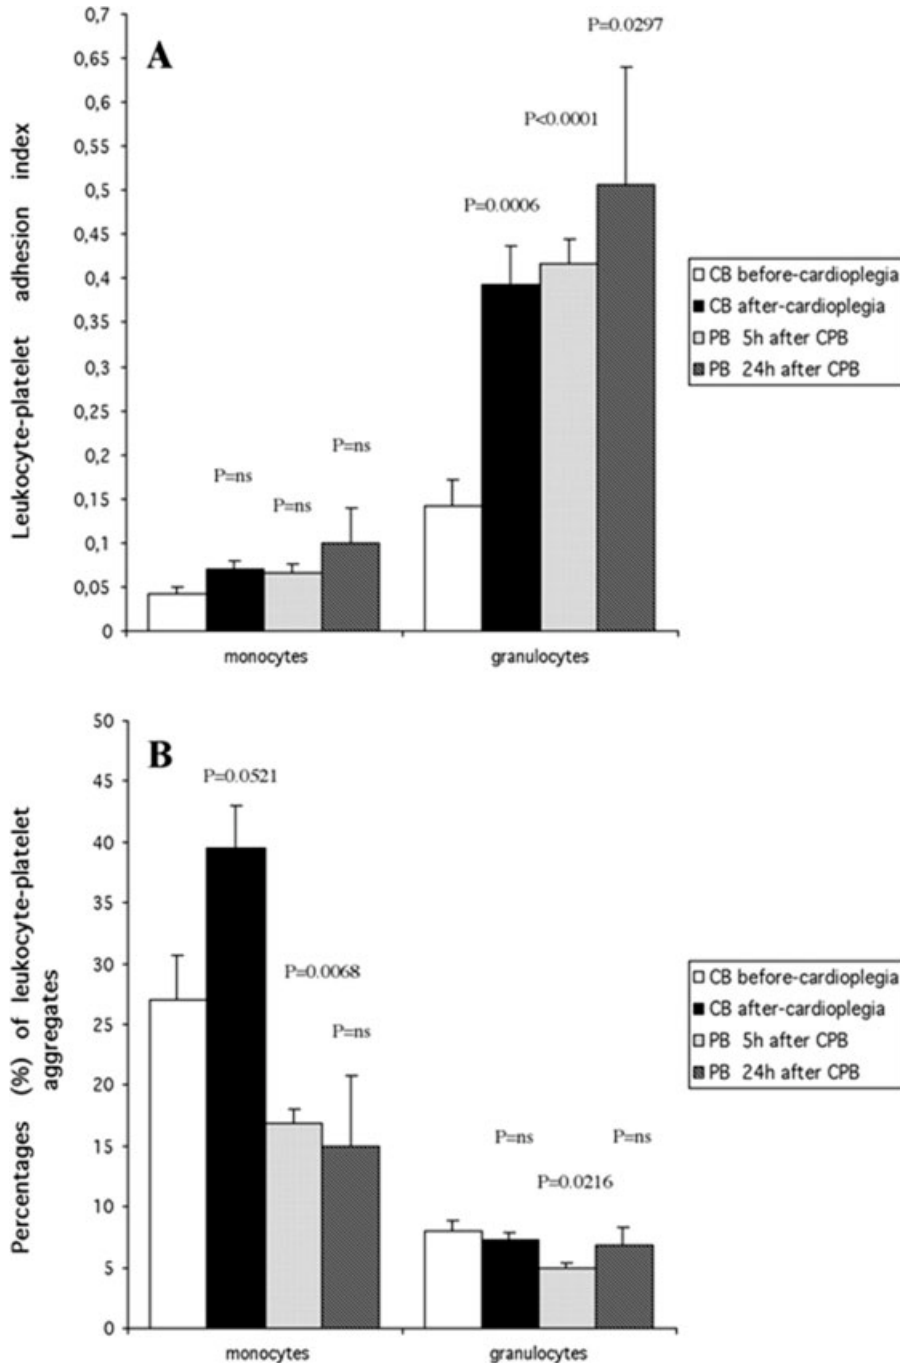 A
Leukocyte-platelet adhesion index
0,7
0,65
0,6
0,55
0,5
0,45
0,4
0,35
0,3
0,25
0,2
0,15
0,1
0,05
0
P=ns
P=ns
P=ns
P=0.0006
P<0.0001
P=0.0297
monocytes
granulocytes
CB before-cardioplegia
CB after-cardioplegia
PB 5h after CPB
PB 24h after CPB
B
Percentages (%) of leukocyte-platelet
aggregates
50
45
40
35
30
25
20
15
10
5
0
P=0.0521
P=0.0068
P=ns
P=ns
P=0.0216
P=ns
monocytes
granulocytes
CB before-cardioplegia
CB after-cardioplegia
PB 5h after CPB
PB 24h after CPB